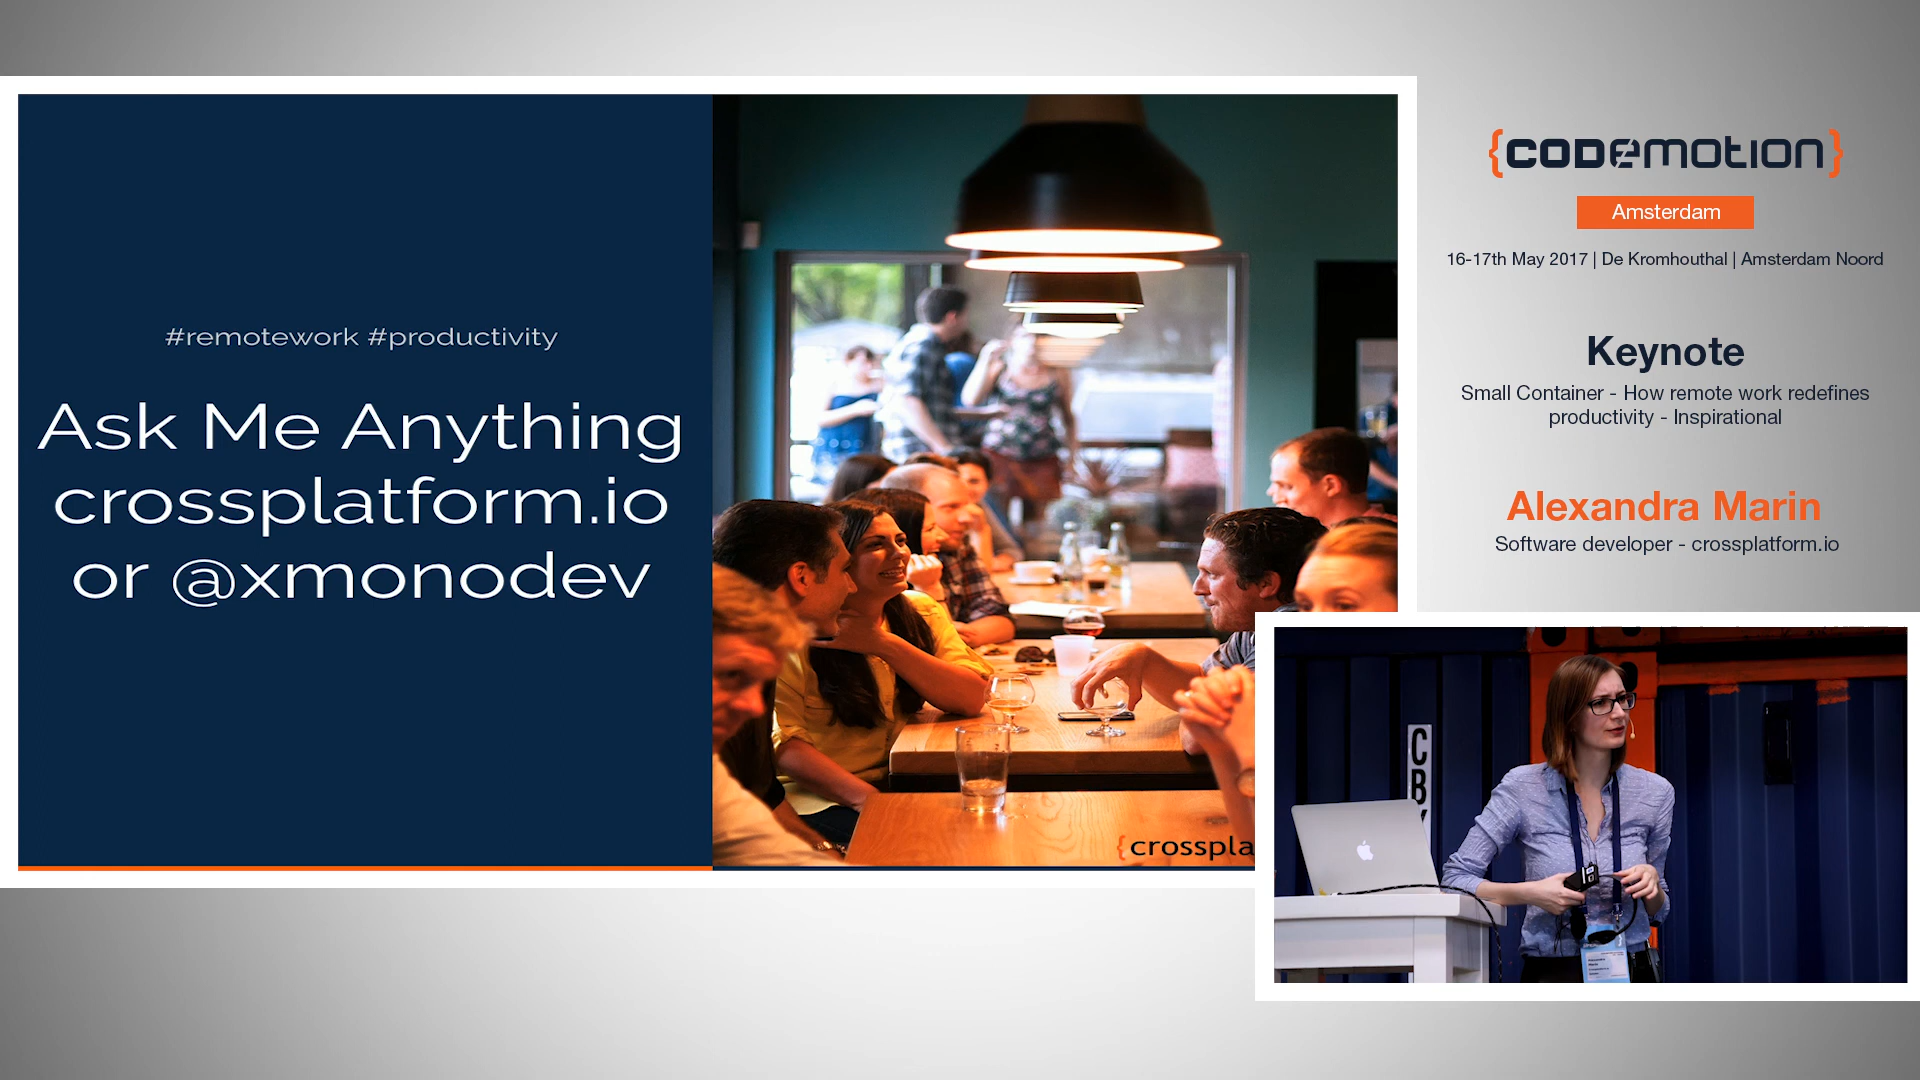 #remotework #productivity
Ask Me Anything
crossplatform.io
or @xmonodev
{crosspla
{CODEMOTION}
Amsterdam
16-17th May 2017 | De Kromhouthal | Amsterdam Noord
Keynote
Small Container - How remote work redefines
productivity - Inspirational
Alexandra Marin
Software developer - crossplatform.io
CB